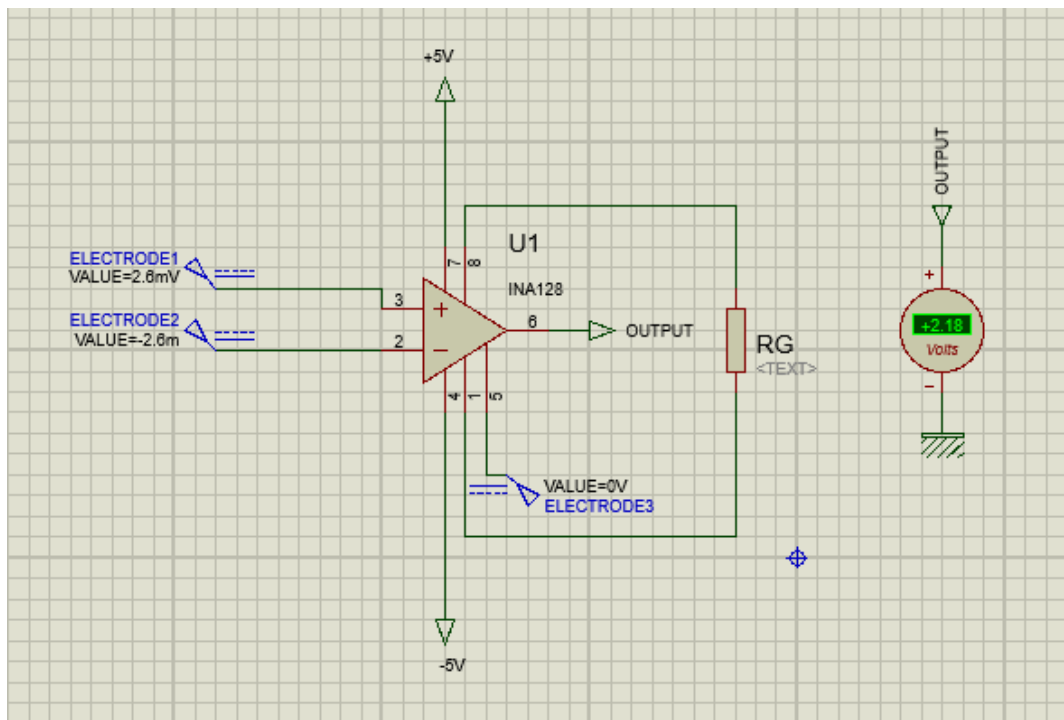 +5V
OUTPUT
U1
7
8
INA128
ELECTRODE1
VALUE=2.6mV
3
+
ELECTRODE2
VALUE=-2.6m
2
−
6
OUTPUT
RG
<TEXT>
+
+2.18
Volts
−
4
1
5
VALUE=0V
ELECTRODE3
-5V